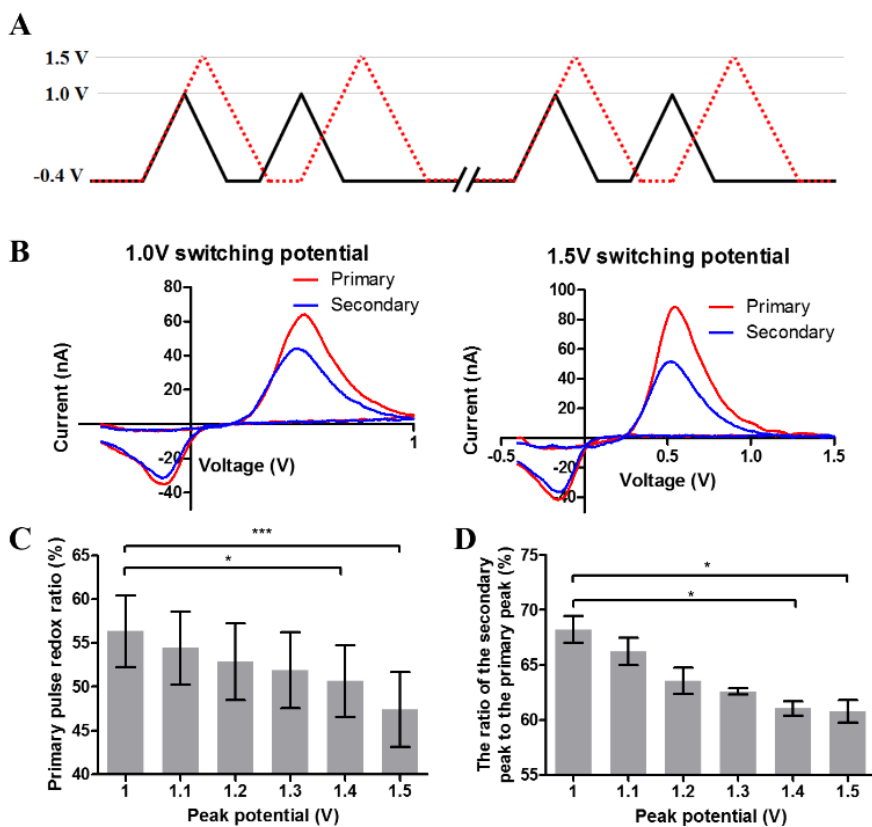 A
1.5 V
1.0 V
-0.4 V
B
1.0V switching potential
Primary
Secondary
80
60
40
20
-20
-40
1
Current (nA)
Voltage (V)
1.5V switching potential
Primary
Secondary
100
80
60
40
20
-20
-40
-0.5
0.5
1.0
1.5
Current (nA)
Voltage (V)
C
***
*
65
60
55
50
45
40
Primary pulse redox ratio (%)
1 1.1 1.2 1.3 1.4 1.5
Peak potential (V)
D
*
*
75
70
65
60
55
The ratio of the secondary
peak to the primary peak (%)
1 1.1 1.2 1.3 1.4 1.5
Peak potential (V)